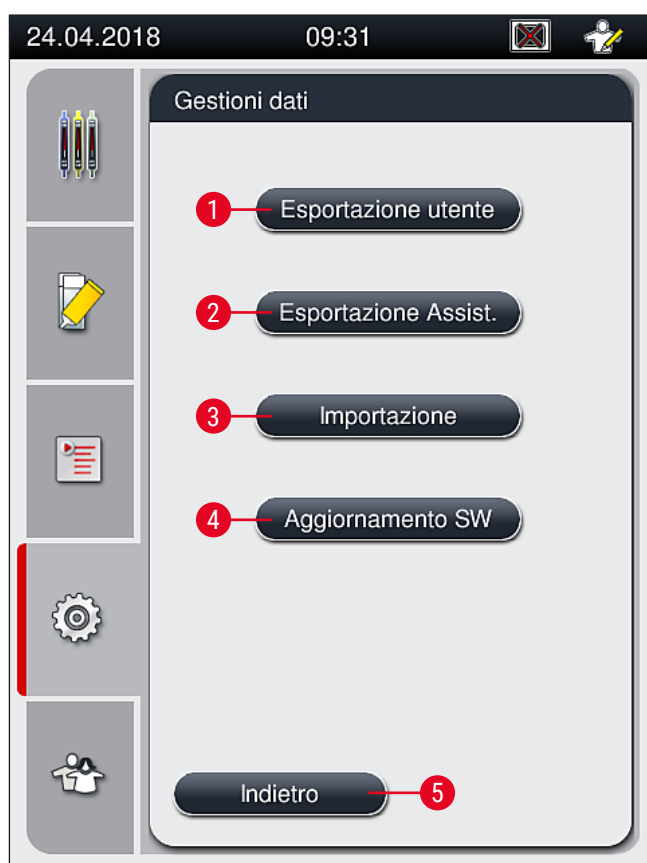 24.04.2018 09:31
Gestioni dati
1 Esportazione utente
2 Esportazione Assist.
3 Importazione
4 Aggiornamento SW
Indietro 5